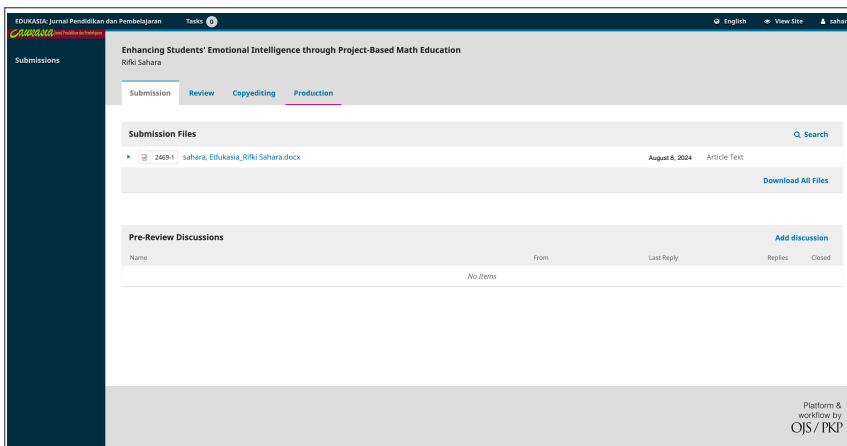 EDUKASIA: Jurnal Pendidikan dan Pembelajaran Tasks 0 English View Site sahar
Submissions
Enhancing Students' Emotional Intelligence through Project-Based Math Education
Rifki Sahara
Submission Review Copyediting Production
Submission Files Search
2469-1 sahara, Edukasia_Rifki Sahara.docx August 8, 2024 Article Text
Download All Files
Pre-Review Discussions Add discussion
Name From Last Reply Replies Closed
No Items
Platform &
workflow by
OJS / PKP